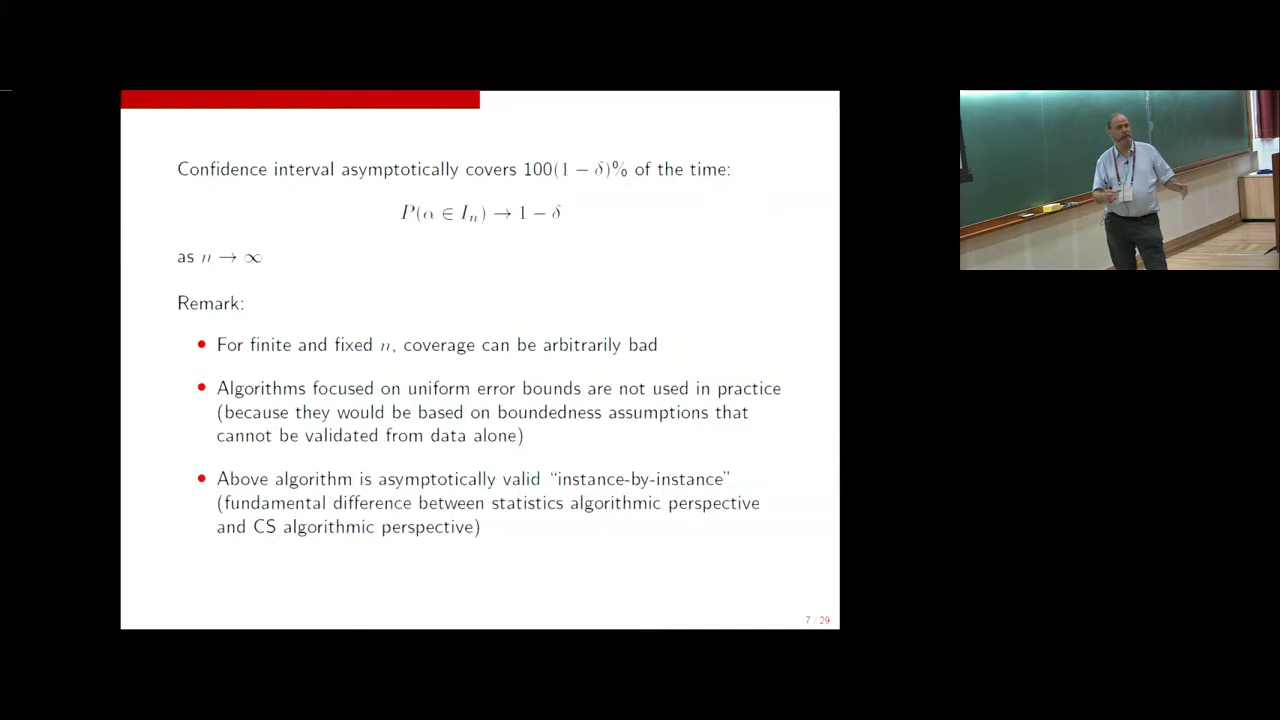 Confidence interval asymptotically covers 100(1 − δ)% of the time:
P(α ∈ Iₙ) → 1 − δ
as n → ∞
Remark:
• For finite and fixed n, coverage can be arbitrarily bad
• Algorithms focused on uniform error bounds are not used in practice
(because they would be based on boundedness assumptions that
cannot be validated from data alone)
• Above algorithm is asymptotically valid “instance-by-instance”
(fundamental difference between statistics algorithmic perspective
and CS algorithmic perspective)
7 / 29